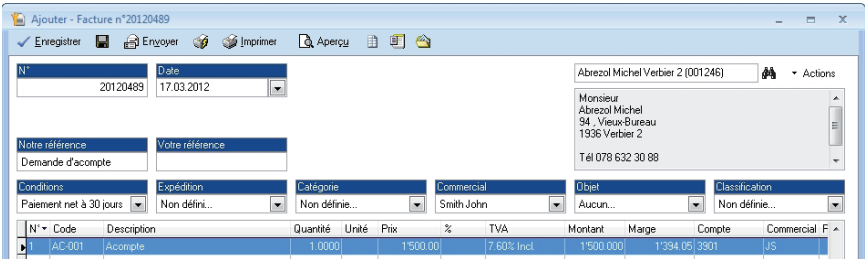 Ajouter - Facture n°20120489
Enregistrer Envoyer Imprimer Aperçu
N° Date
20120489 17.03.2012
Abrezol Michel Verbier 2 (001246) Actions
Monsieur
Abrezol Michel
94 , Vieux-Bureau
1936 Verbier 2
Tél 078 632 30 88
Notre référence Votre référence
Demande d'acompte
Conditions Expédition Catégorie Commercial Objet Classification
Paiement net à 30 jours Non défini... Non définie... Smith John Aucun... Non définie...
N° Code Description Quantité Unité Prix % TVA Montant Marge Compte Commercial F
1 AC-001 Acompte 1.0000 1'500.00 7.60% Incl. 1'500.000 1'394.05 3901 JS